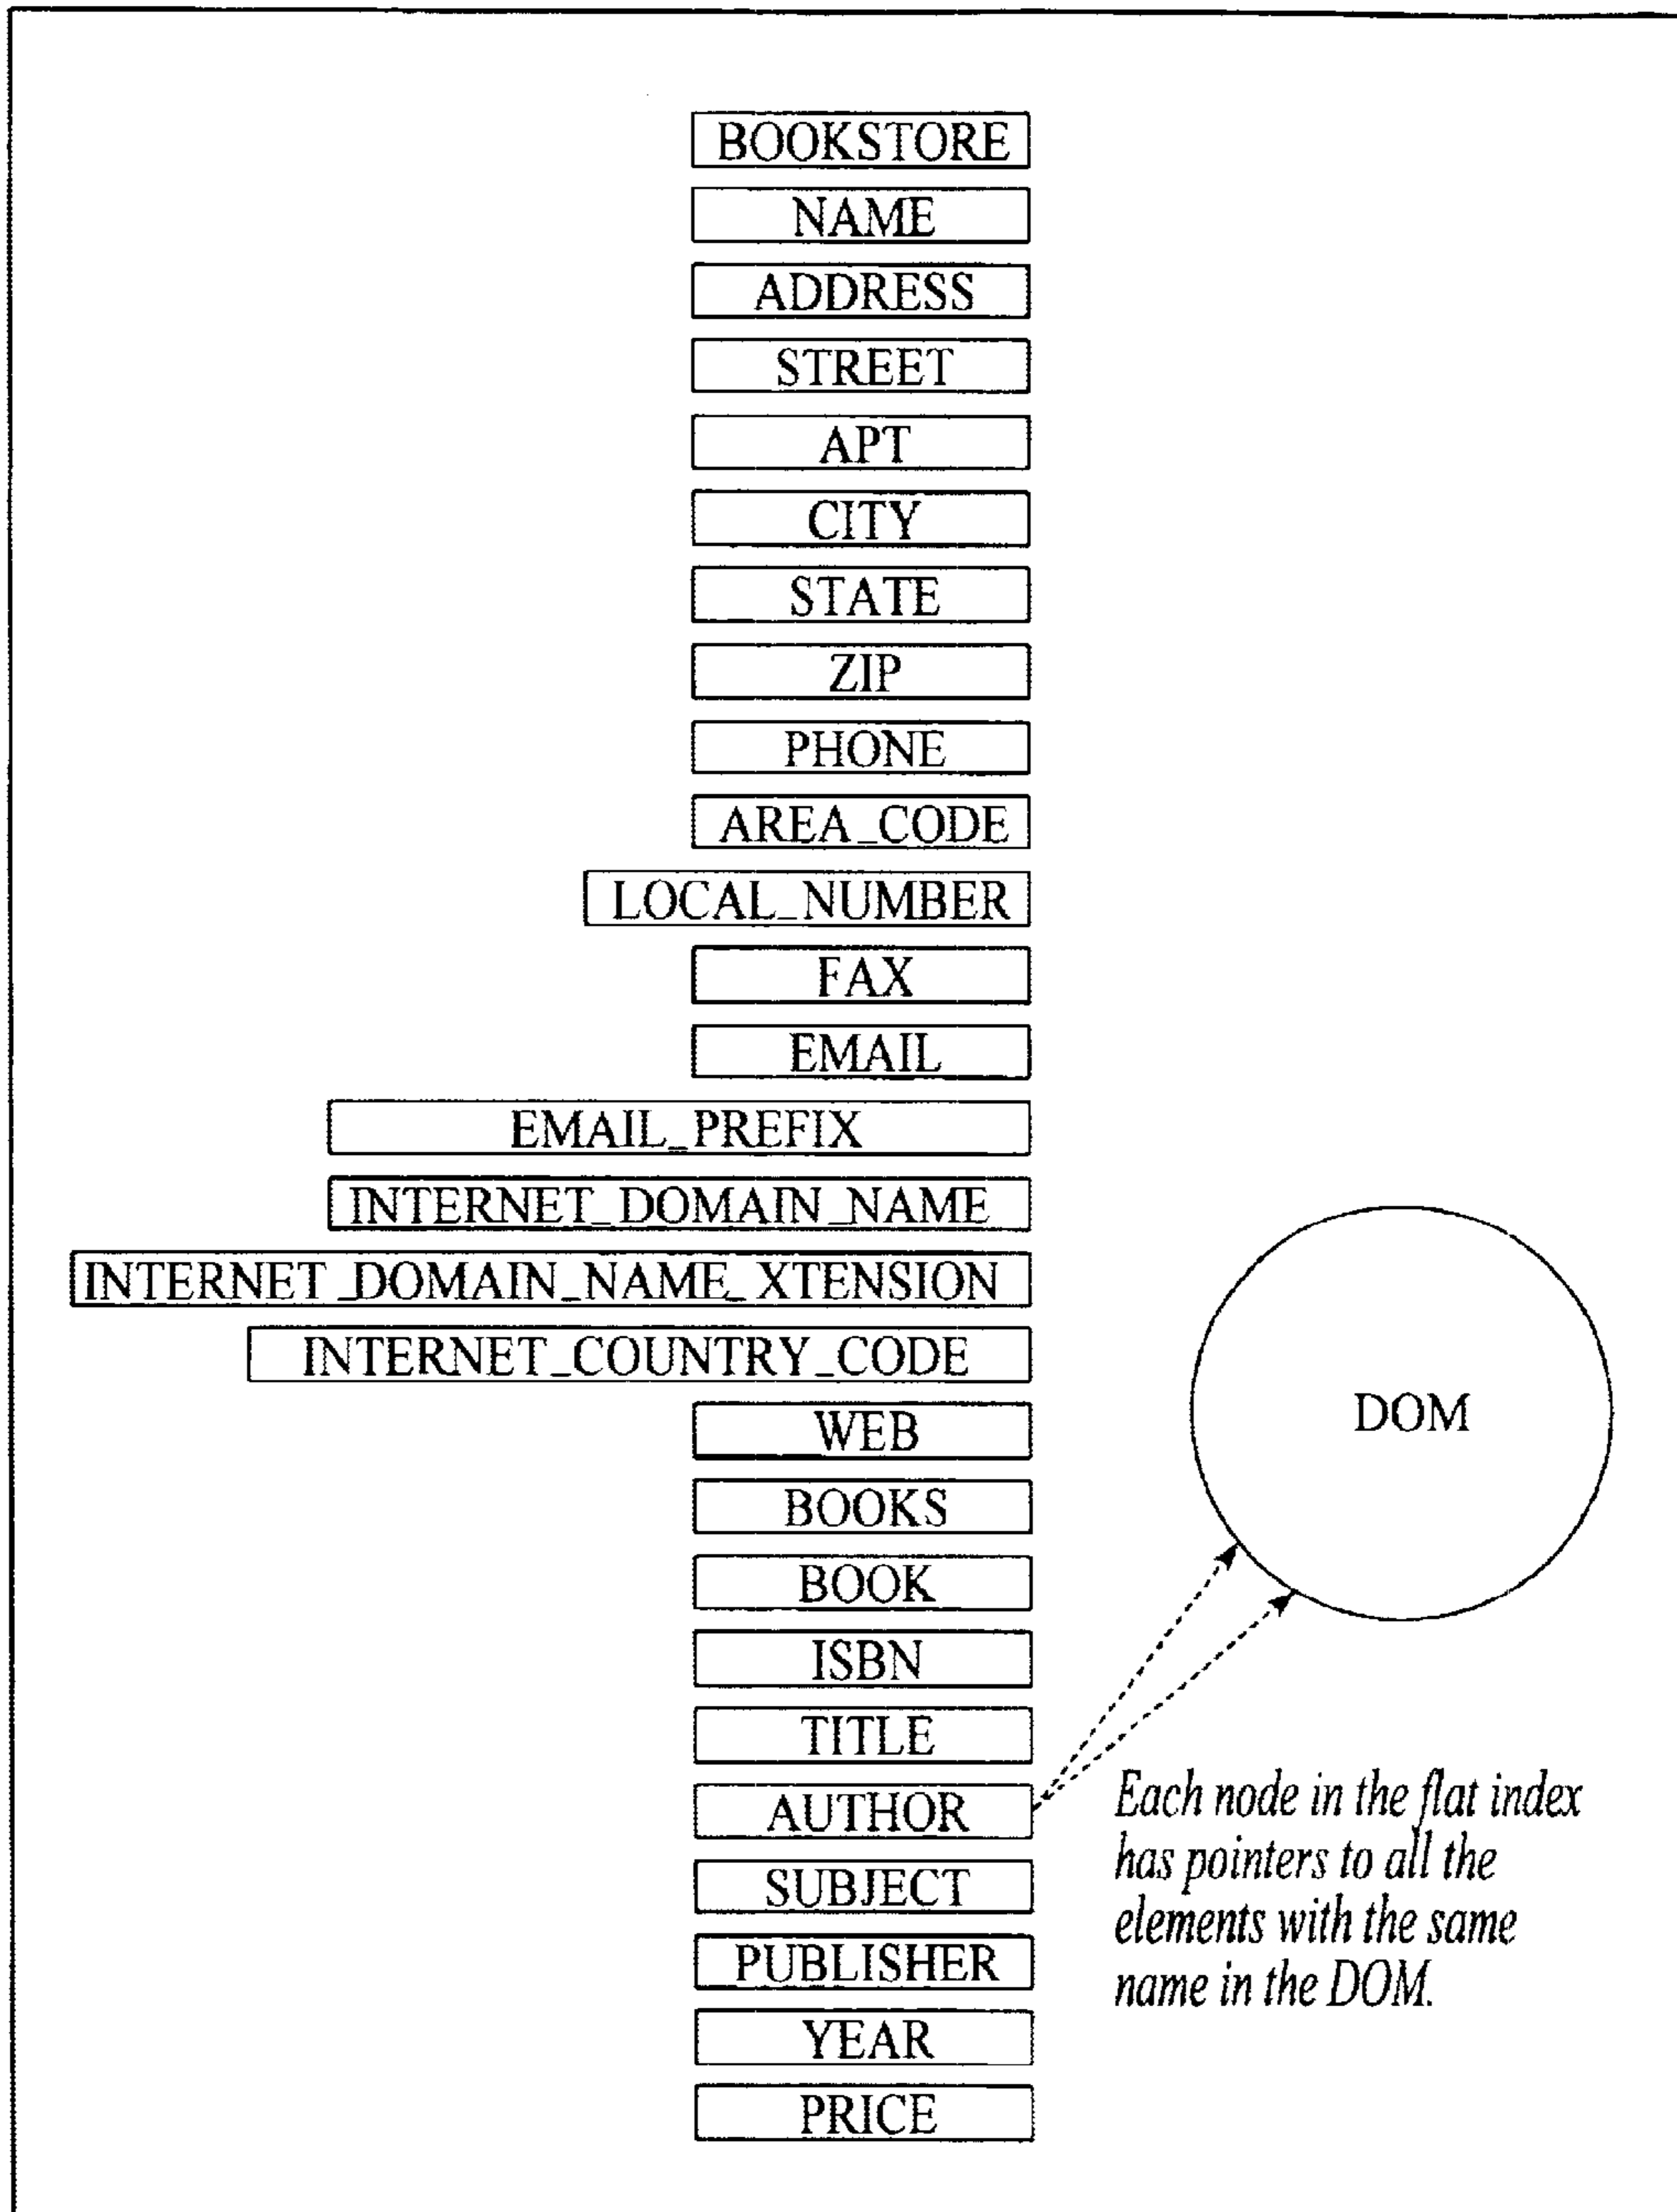 BOOKSTORE
NAME
ADDRESS
STREET
APT
CITY
STATE
ZIP
PHONE
AREA_CODE
LOCAL_NUMBER
FAX
EMAIL
EMAIL_PREFIX
INTERNET_DOMAIN_NAME
INTERNET_DOMAIN_NAME_XTENSION
INTERNET_COUNTRY_CODE
WEB
BOOKS
BOOK
ISBN
TITLE
AUTHOR
SUBJECT
PUBLISHER
YEAR
PRICE
DOM
Each node in the flat index
has pointers to all the
elements with the same
name in the DOM.